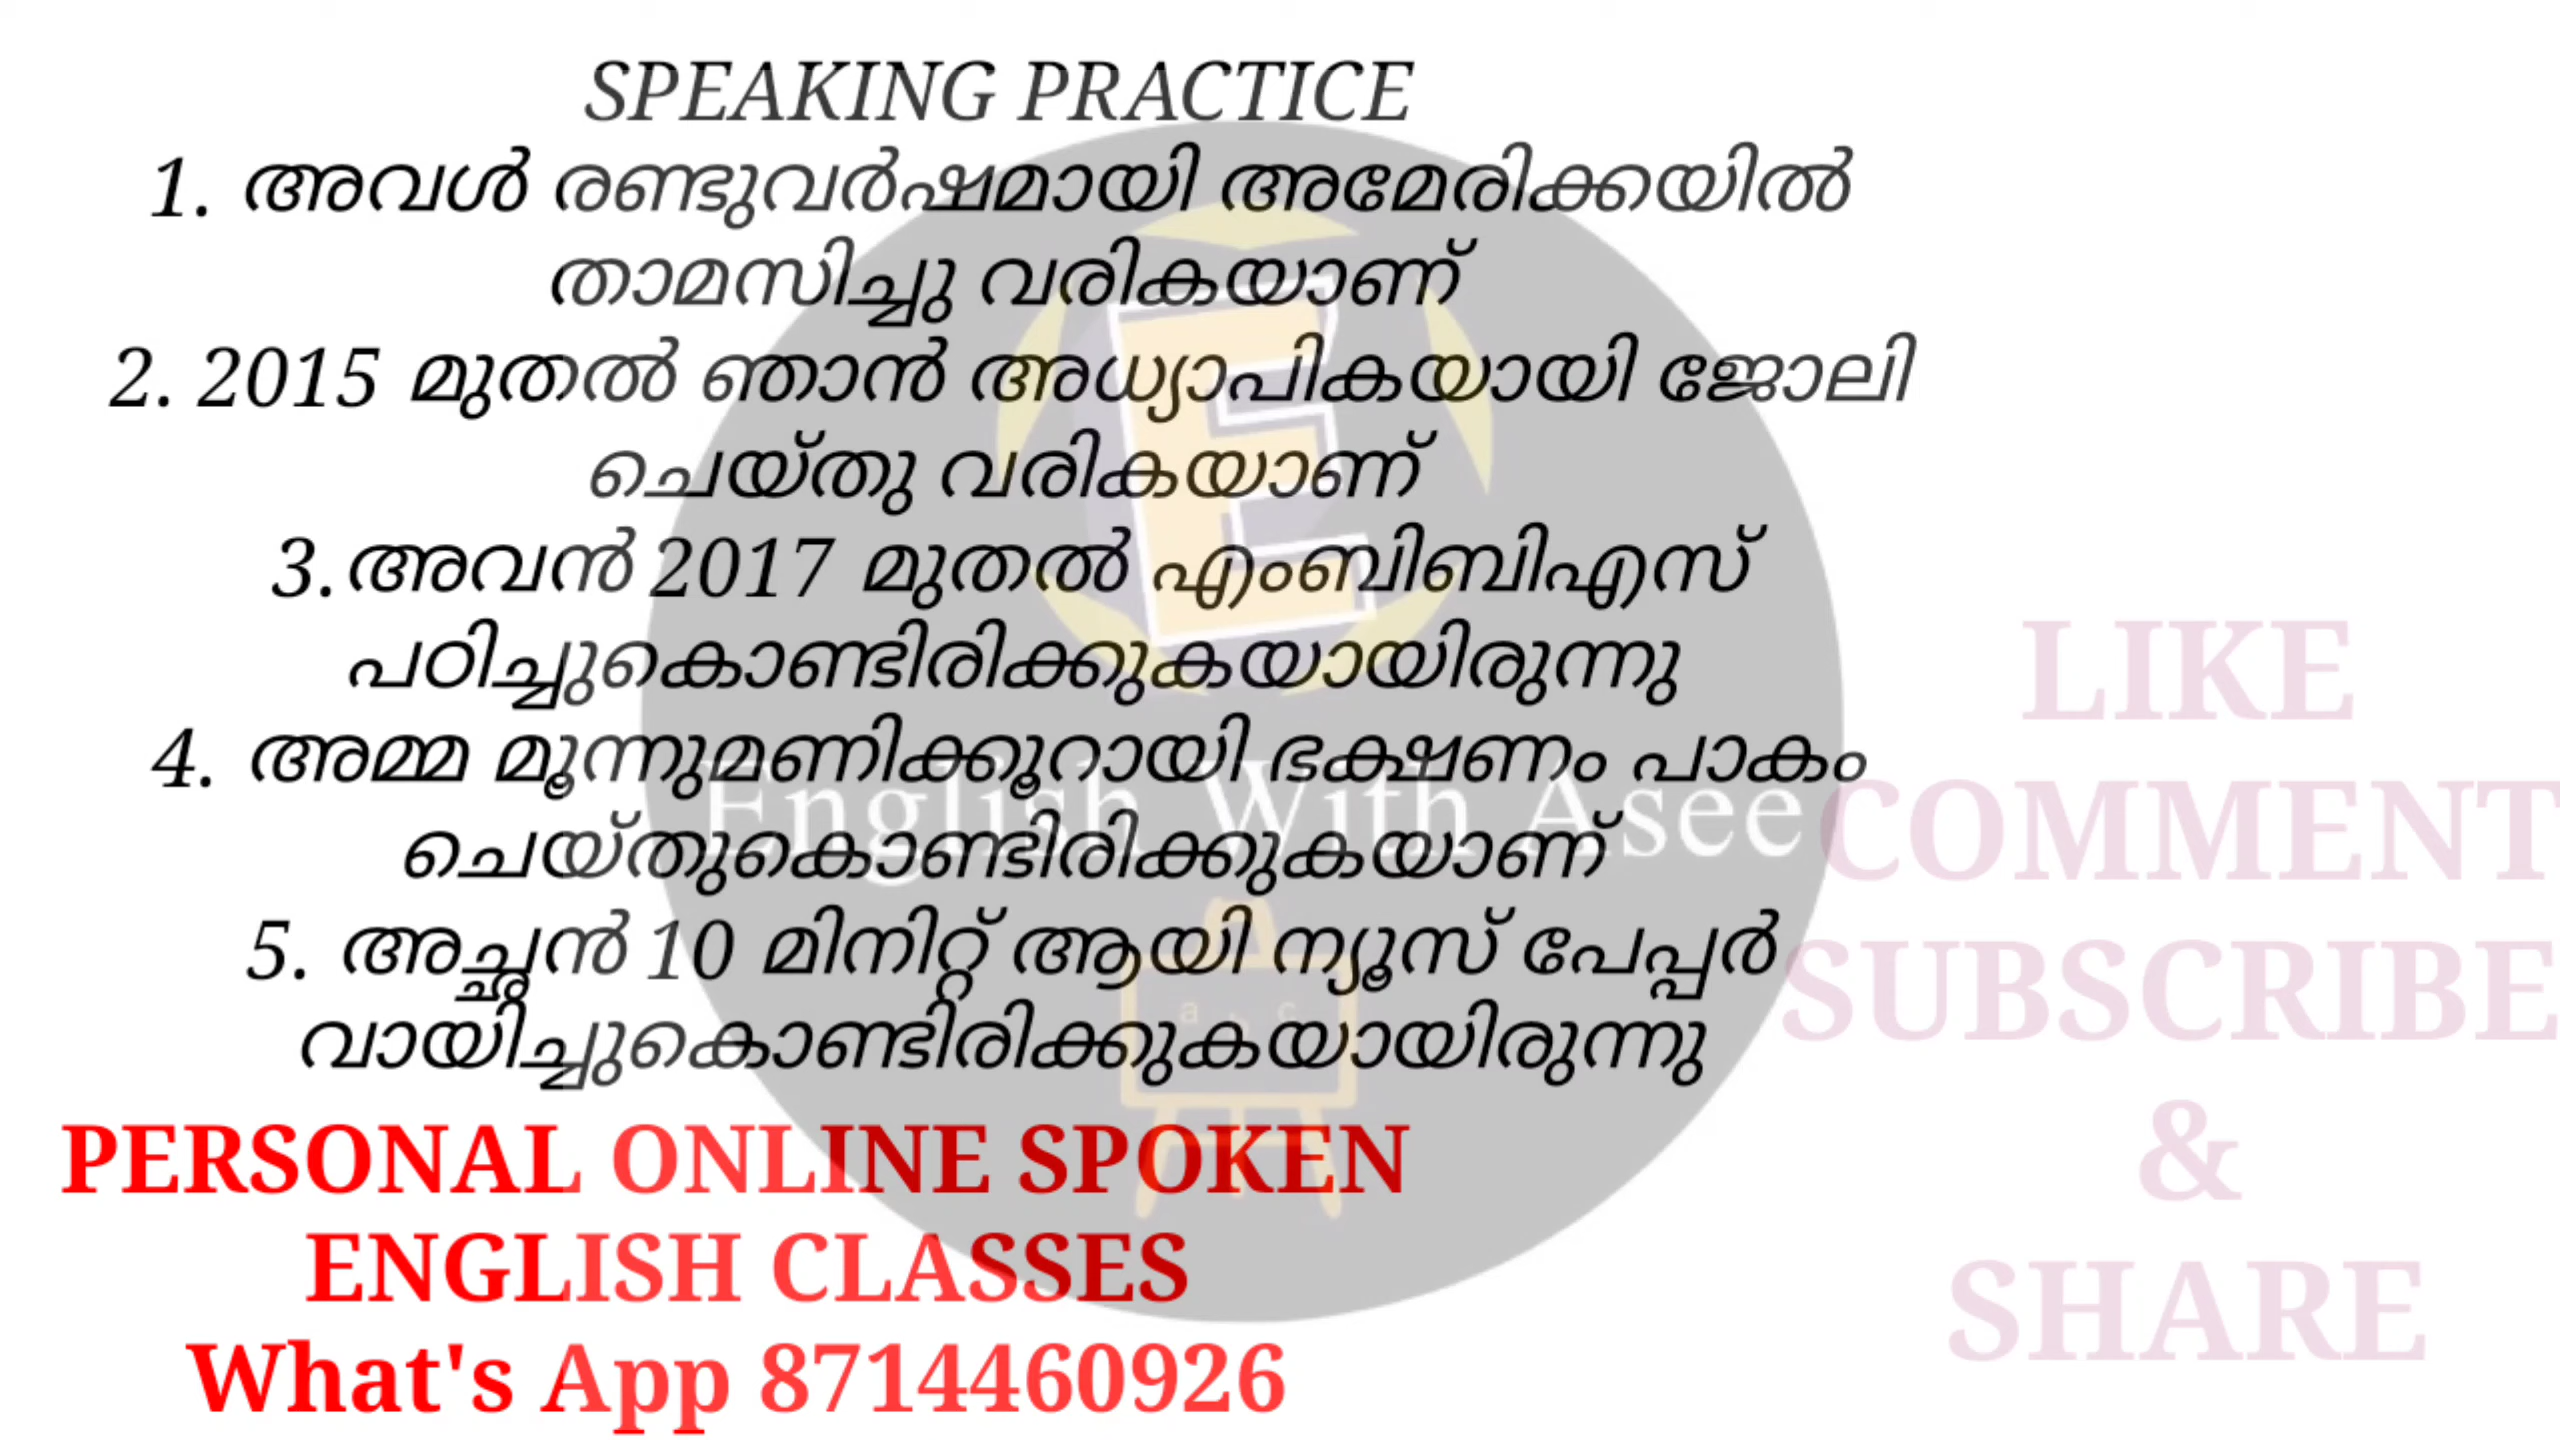 SPEAKING PRACTICE
1. അവൾ രണ്ടുവർഷമായി അമേരിക്കയിൽ
താമസിച്ചു വരികയാണ്
2. 2015 മുതൽ ഞാൻ അധ്യാപികയായി ജോലി
ചെയ്തു വരികയാണ്
3.അവൻ 2017 മുതൽ എംബിബിഎസ്
പഠിച്ചുകൊണ്ടിരിക്കുകയായിരുന്നു
4. അമ്മ മൂന്നുമണിക്കൂറായി ഭക്ഷണം പാകം
ചെയ്തുകൊണ്ടിരിക്കുകയാണ്
5. അച്ഛൻ 10 മിനിറ്റ് ആയി ന്യൂസ് പേപ്പർ
വായിച്ചുകൊണ്ടിരിക്കുകയായിരുന്നു
PERSONAL ONLINE SPOKEN
ENGLISH CLASSES
What's App 8714460926
LIKE
COMMENT
SUBSCRIBE
&
SHARE
E
English With Asee
a b c